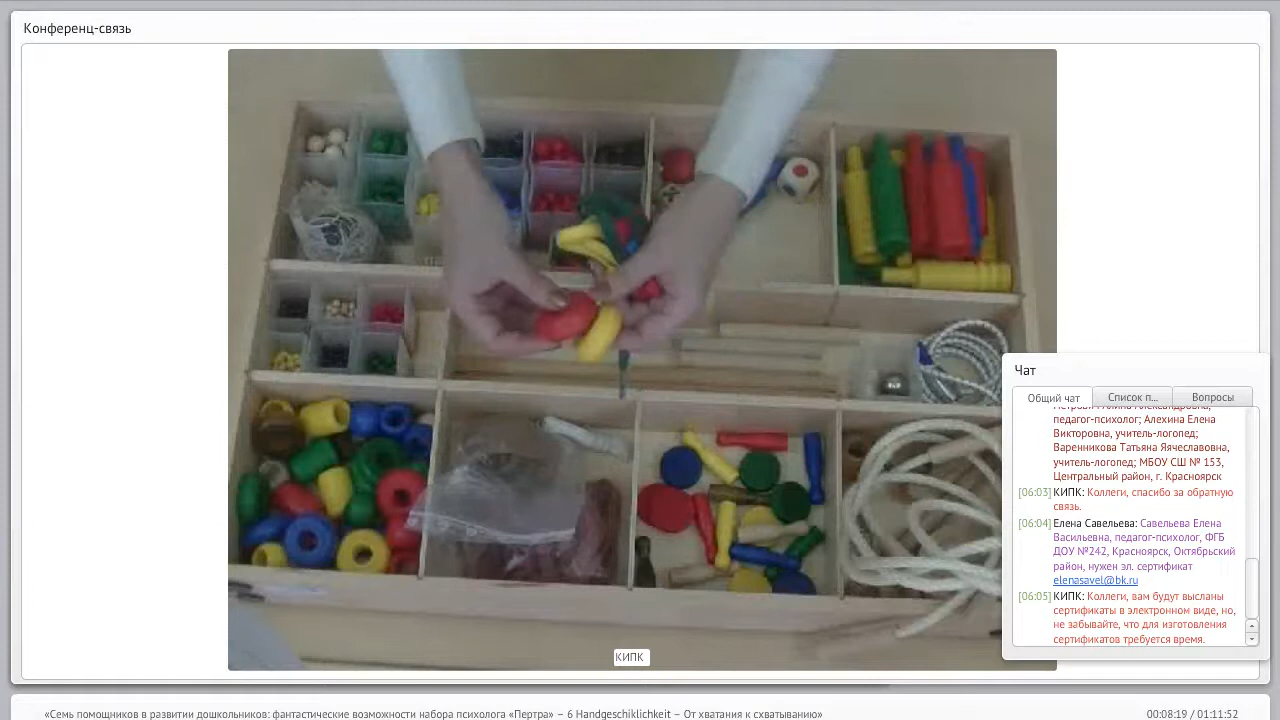 Конференц-связь
КИПК
Чат
Общий чат
Список п...
Вопросы
педагог-психолог; Алехина Елена
Викторовна, учитель-логопед;
Варенникова Татьяна Яячеславовна,
учитель-логопед; МБОУ СШ № 153,
Центральный район, г. Красноярск
[06:03] КИПК: Коллеги, спасибо за обратную
связь.
[06:04] Елена Савельева: Савельева Елена
Васильевна, педагог-психолог, ФГБ
ДОУ №242, Красноярск, Октябрьский
район, нужен эл. сертификат
elenasavel@bk.ru
[06:05] КИПК: Коллеги, вам будут высланы
сертификаты в электронном виде, но,
не забывайте, что для изготовления
сертификатов требуется время.
«Семь помощников в развитии дошкольников: фантастические возможности набора психолога «Пертра» – 6 Handgeschiklichkeit – От хватания к схватыванию»
00:08:19 / 01:11:52